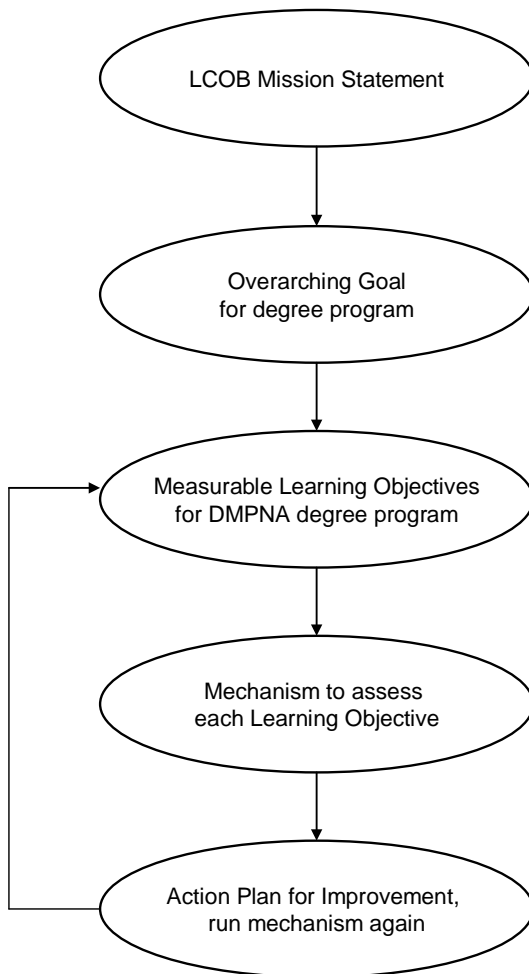 LCOB Mission Statement
Overarching Goal
for degree program
Measurable Learning Objectives
for DMPNA degree program
Mechanism to assess
each Learning Objective
Action Plan for Improvement,
run mechanism again